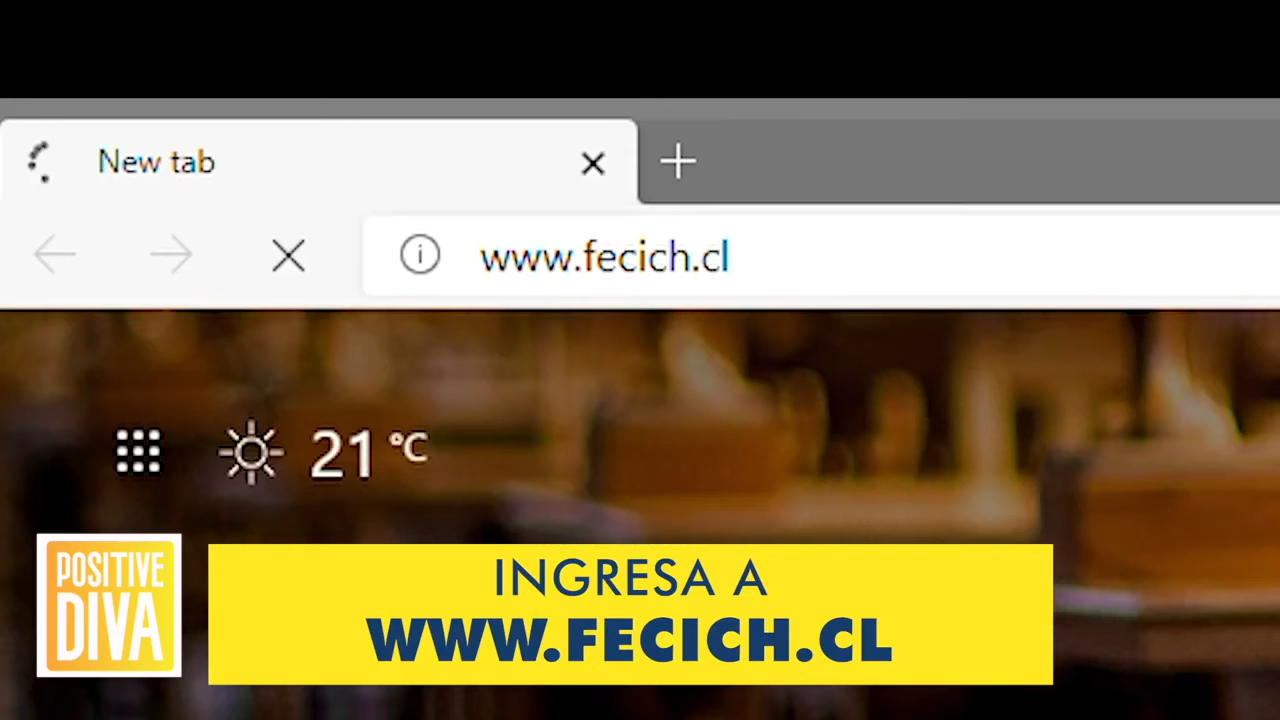 New tab
www.fecich.cl
21 °C
POSITIVE
DIVA
INGRESA A
WWW.FECICH.CL